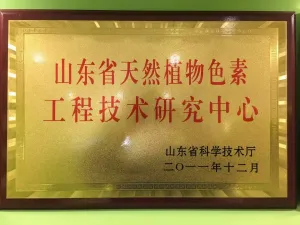 山东省天然植物色素
工程技术研究中心
山东省科学技术厅
二〇一一年十二月